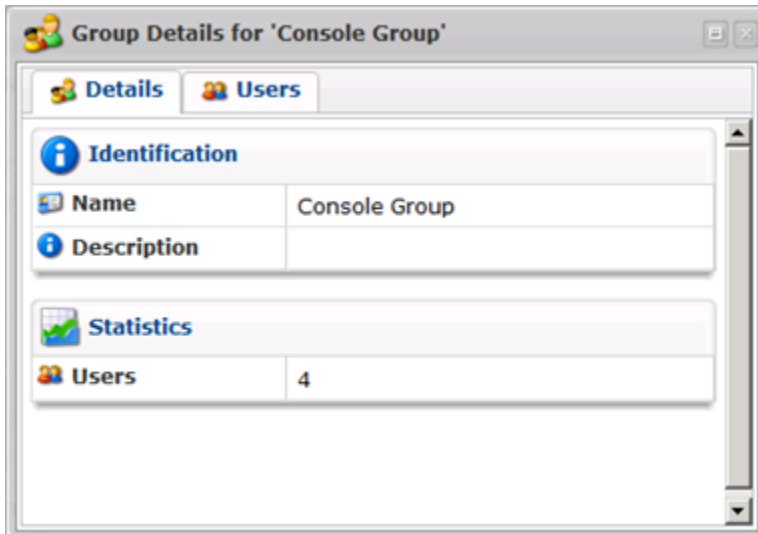 Group Details for 'Console Group'
Details Users
Identification
Name Console Group
Description
Statistics
Users 4